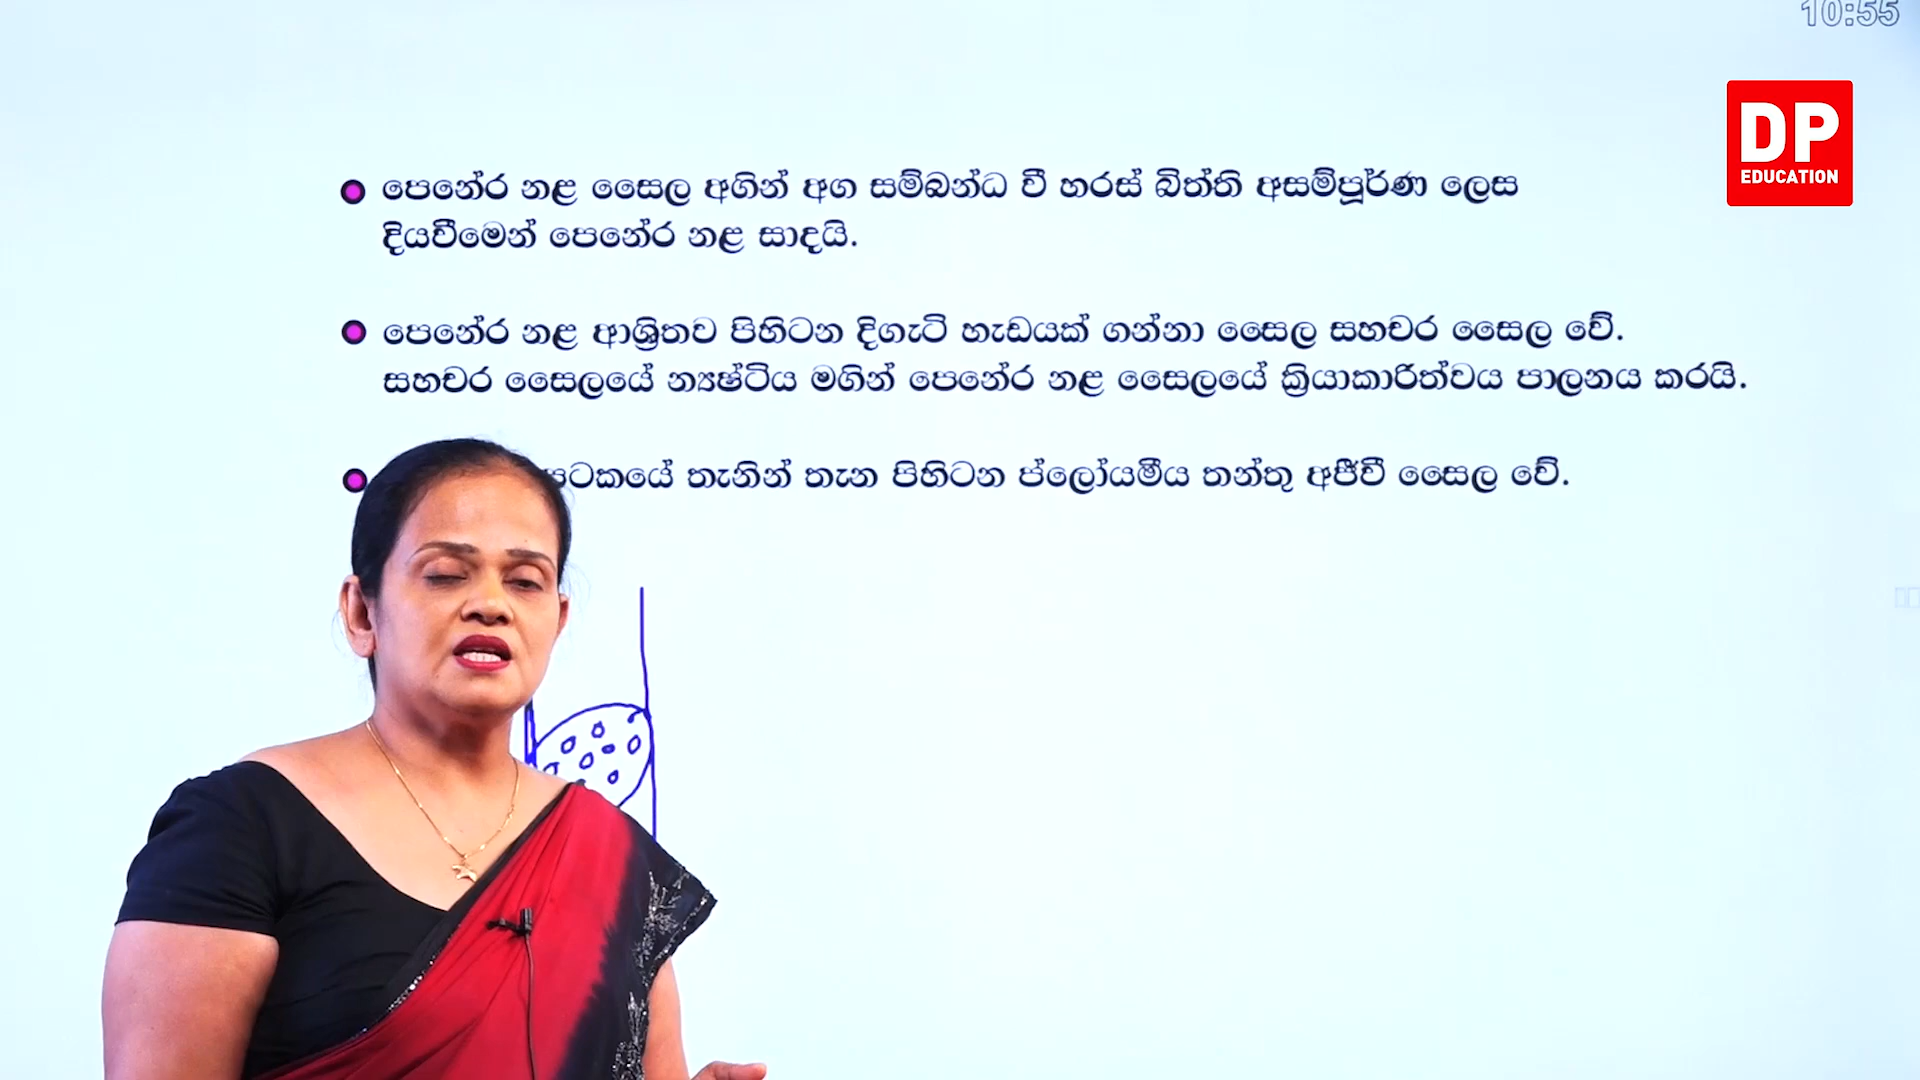 10:55
DP
EDUCATION
පෙනේර නළ සෛල අගින් අග සම්බන්ධ වී හරස් බිත්ති අසම්පූර්ණ ලෙස
දියවීමෙන් පෙනේර නළ සාදයි.
පෙනේර නළ ආශ්‍රිතව පිහිටන දිගැටි හැඩයක් ගන්නා සෛල සහචර සෛල වේ.
සහචර සෛලයේ න්‍යෂ්ටිය මගින් පෙනේර නළ සෛලයේ ක්‍රියාකාරිත්වය පාලනය කරයි.
තැනින් තැන පිහිටන ප්ලෝයමීය තන්තු අජීවී සෛල වේ.